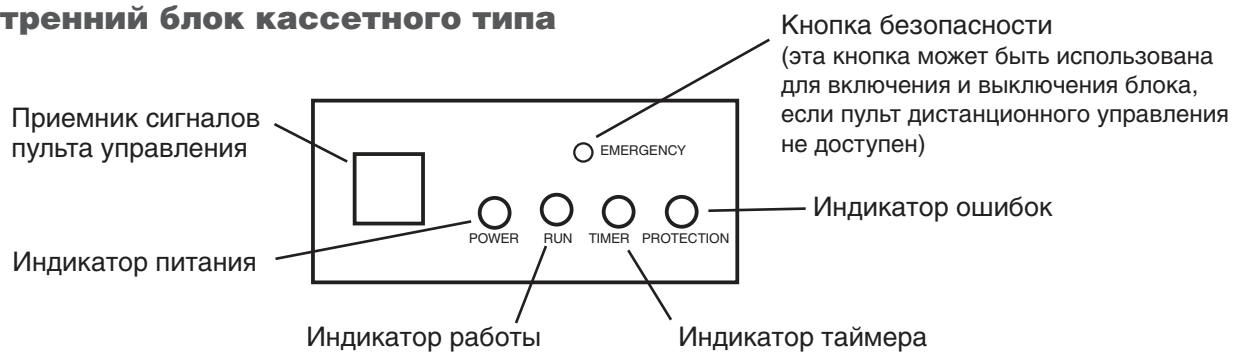 тренний блок кассетного типа
Кнопка безопасности
(эта кнопка может быть использована
для включения и выключения блока,
если пульт дистанционного управления
не доступен)
Приемник сигналов
пульта управления
EMERGENCY
Индикатор ошибок
POWER RUN TIMER PROTECTION
Индикатор питания
Индикатор работы
Индикатор таймера